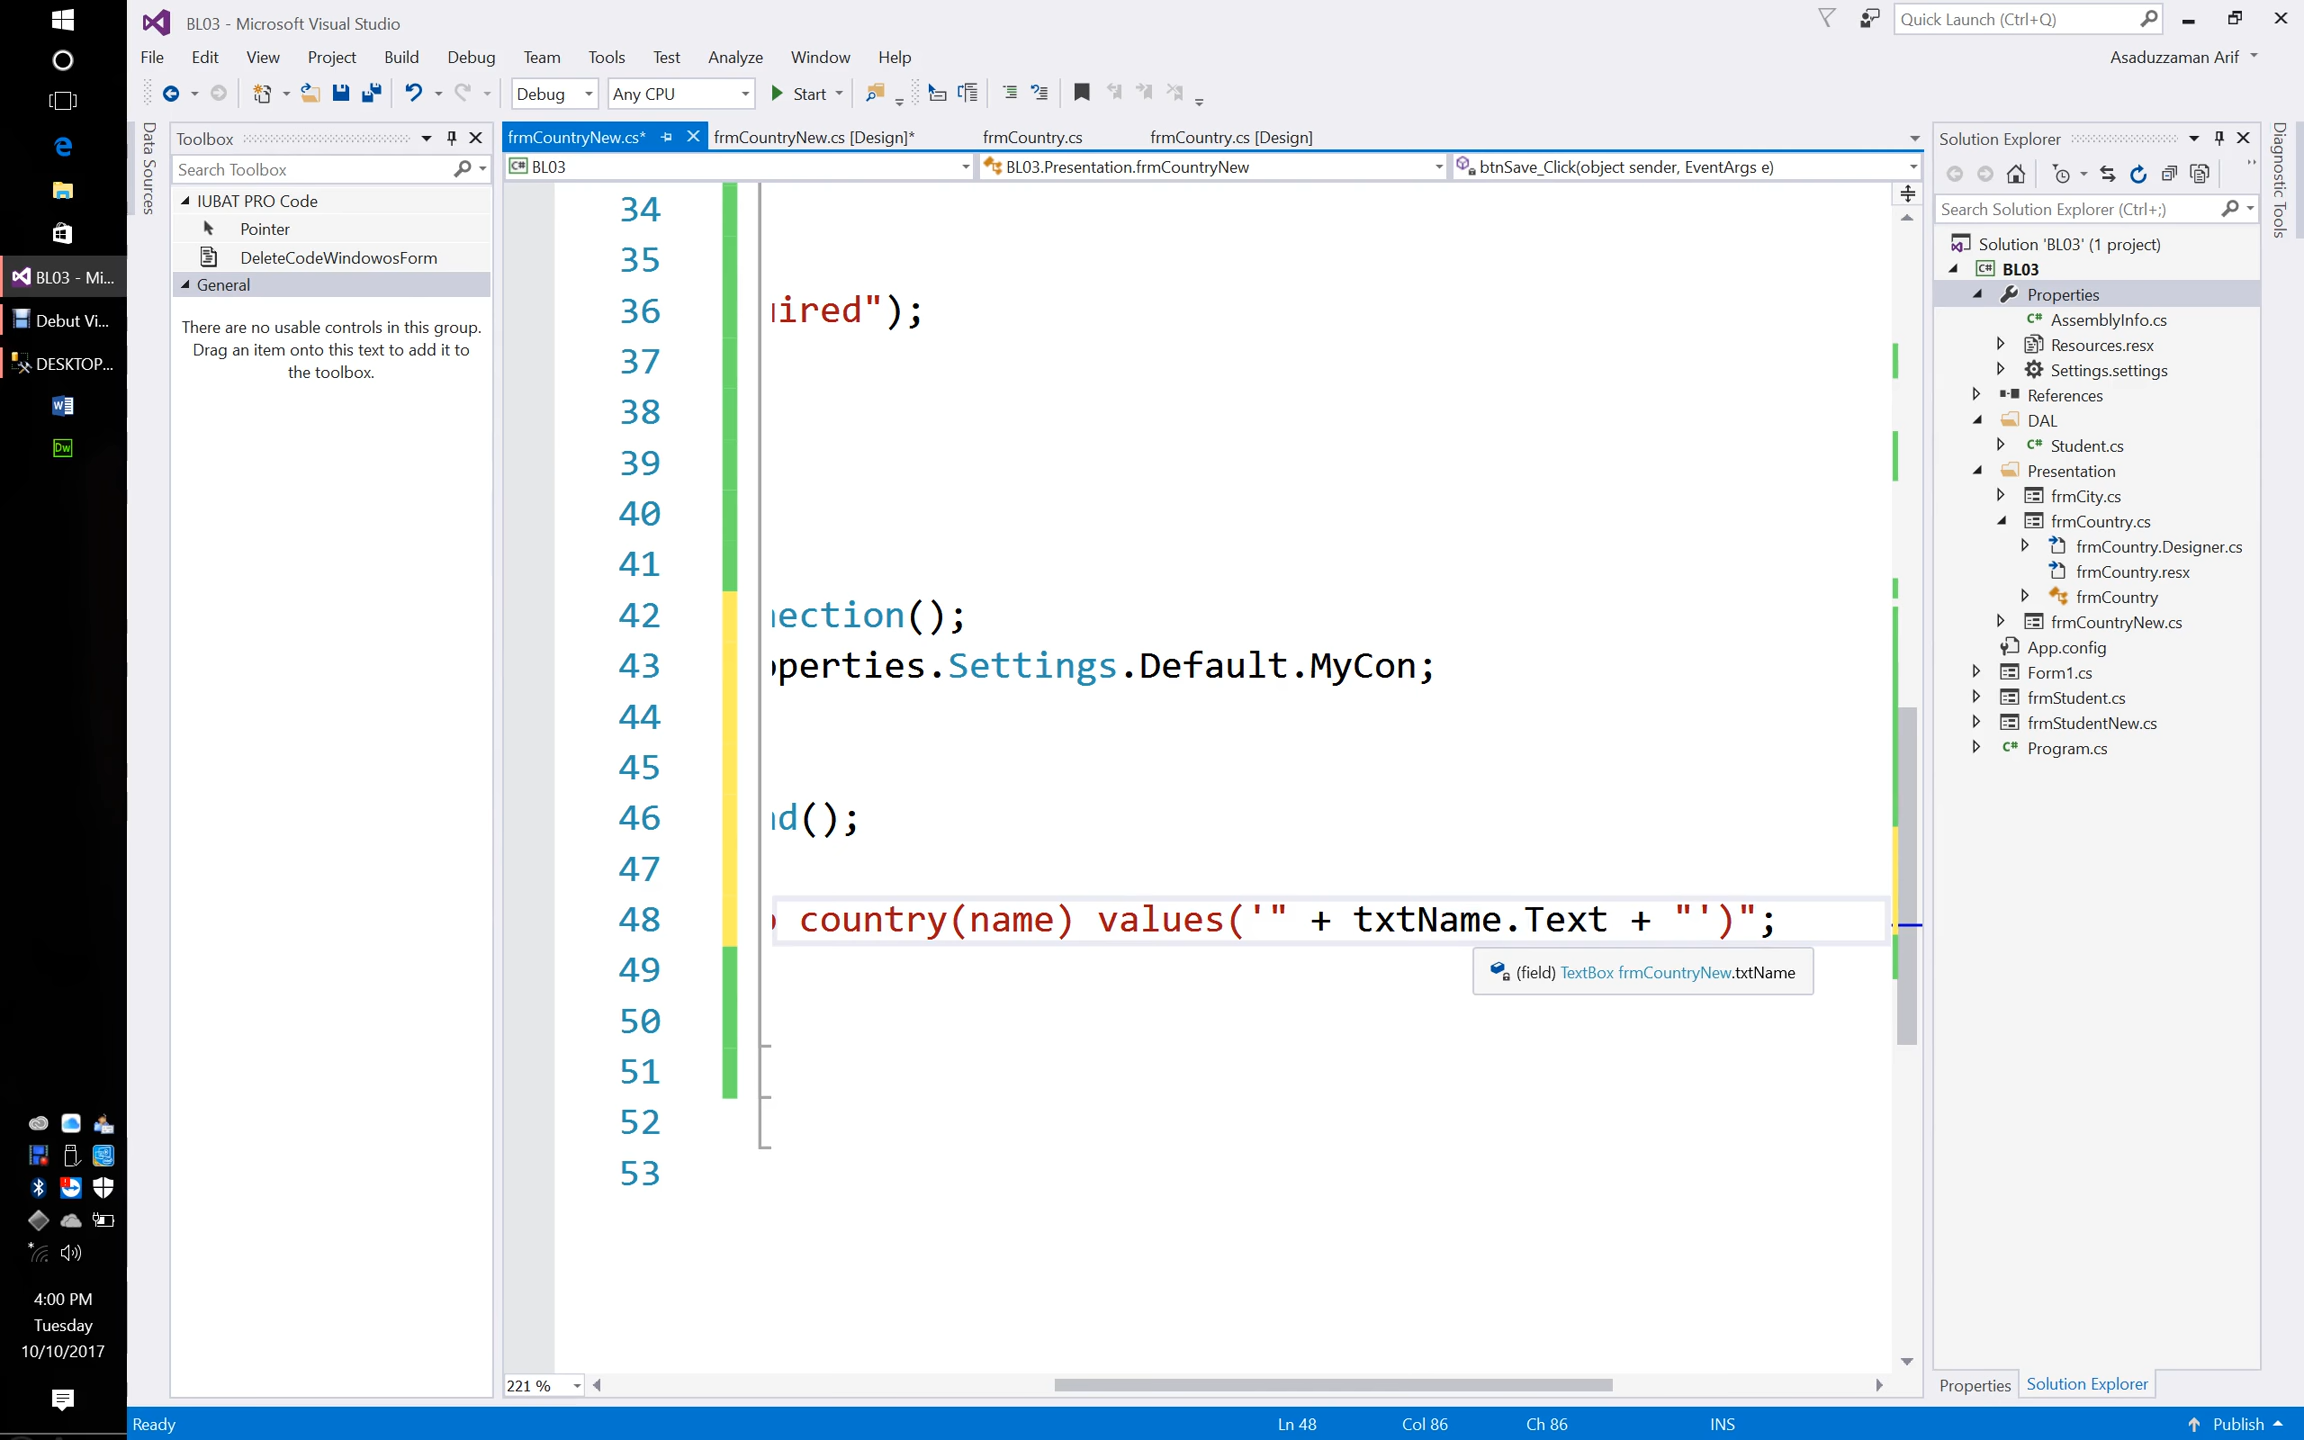 BL03 - Microsoft Visual Studio
Quick Launch (Ctrl+Q)
File Edit View Project Build Debug Team Tools Test Analyze Window Help
Asaduzzaman Arif
Debug
Any CPU
Start
Data Sources
Toolbox
Search Toolbox
IUBAT PRO Code
Pointer
DeleteCodeWindowosForm
General
There are no usable controls in this group.
Drag an item onto this text to add it to
the toolbox.
frmCountryNew.cs*
frmCountryNew.cs [Design]*
frmCountry.cs
frmCountry.cs [Design]
C# BL03
BL03.Presentation.frmCountryNew
btnSave_Click(object sender, EventArgs e)
34
35
36 uired");
37
38
39
40
41
42 nection();
43 operties.Settings.Default.MyCon;
44
45
46 nd();
47
48 o country(name) values('" + txtName.Text + "')";
(field) TextBox frmCountryNew.txtName
49
50
51
52
53
221 %
Solution Explorer
Search Solution Explorer (Ctrl+;)
Solution 'BL03' (1 project)
C# BL03
Properties
C# AssemblyInfo.cs
Resources.resx
Settings.settings
References
DAL
C# Student.cs
Presentation
frmCity.cs
frmCountry.cs
frmCountry.Designer.cs
frmCountry.resx
frmCountry
frmCountryNew.cs
App.config
Form1.cs
frmStudent.cs
frmStudentNew.cs
C# Program.cs
Properties
Solution Explorer
Diagnostic Tools
BL03 - Mi...
Debut Vi...
DESKTOP...
W
Dw
4:00 PM
Tuesday
10/10/2017
Ready
Ln 48
Col 86
Ch 86
INS
Publish